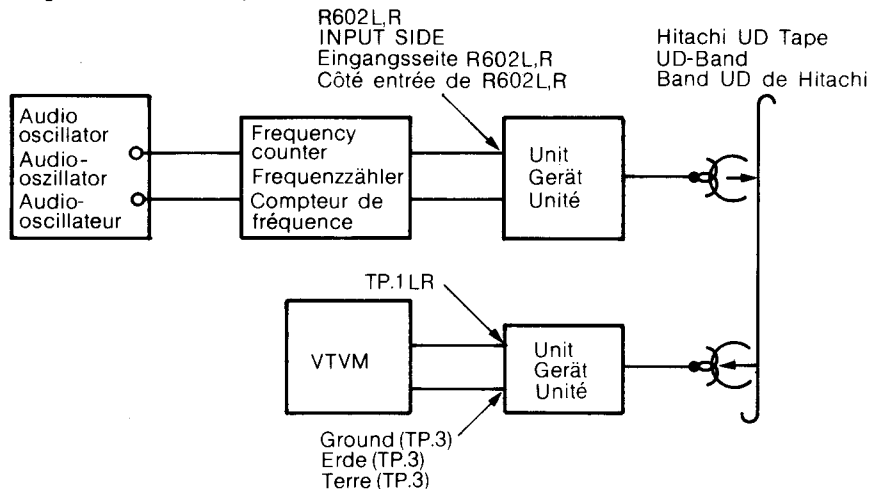 R602L,R
INPUT SIDE
Eingangsseite R602L,R
Côté entrée de R602L,R
Hitachi UD Tape
UD-Band
Band UD de Hitachi
Audio
oscillator
Audio-
oszillator
Audio-
oscillateur
Frequency
counter
Frequenzzähler
Compteur de
fréquence
Unit
Gerät
Unité
TP.1LR
VTVM
Unit
Gerät
Unité
Ground (TP.3)
Erde (TP.3)
Terre (TP.3)